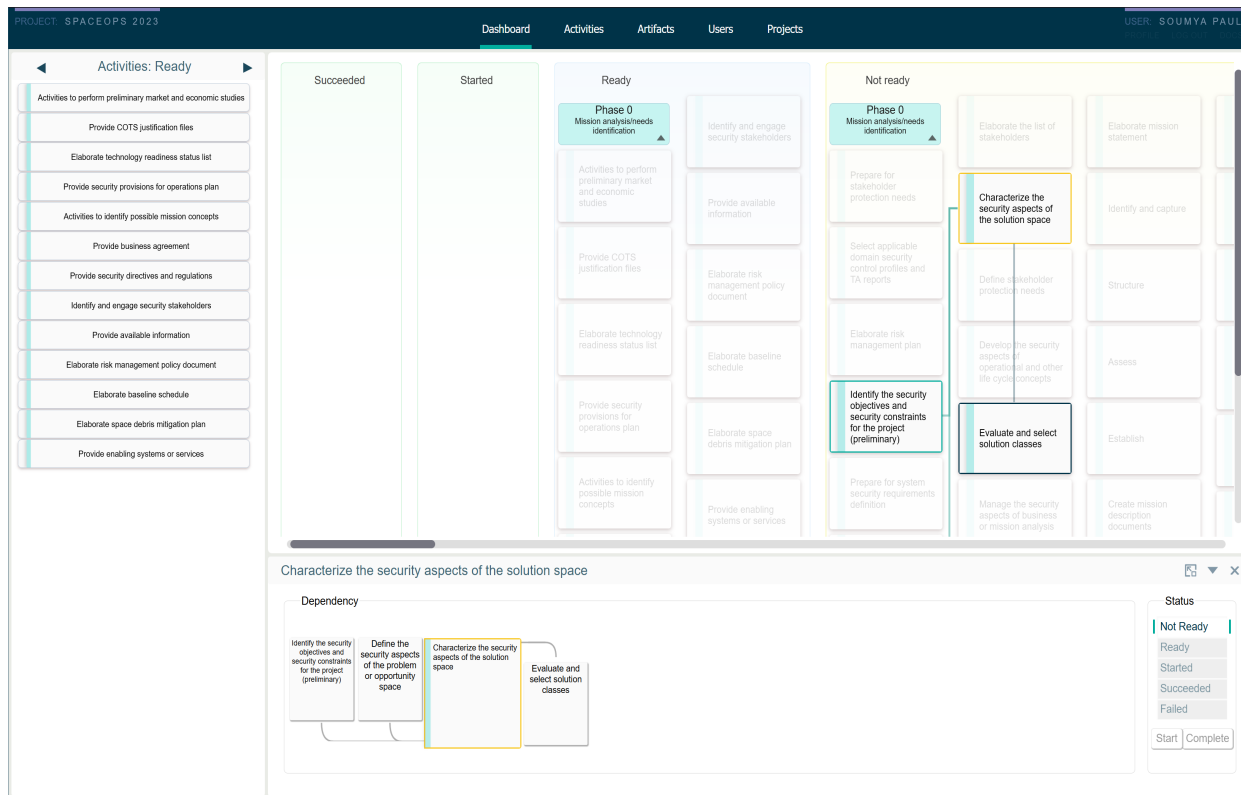 PROJECT: SPACEOPS 2023
Dashboard
Activities
Artifacts
Users
Projects
USER: SOUMYA PAUL
Activities: Ready
Activities to perform preliminary market and economic studies
Provide COTS justification files
Elaborate technology readiness status list
Provide security provisions for operations plan
Activities to identify possible mission concepts
Provide business agreement
Provide security directives and regulations
Identify and engage security stakeholders
Provide available information
Elaborate risk management policy document
Elaborate baseline schedule
Elaborate space debris mitigation plan
Provide enabling systems or services
Succeeded
Started
Ready
Phase 0
Mission analysis/needs
identification
Activities to perform
preliminary market
and economic
studies
Provide COTS
justification files
Elaborate technology
readiness status list
Provide security
provisions for
operations plan
Activities to identify
possible mission
concepts
Identify and engage
security stakeholders
Provide available
information
Elaborate risk
management policy
document
Elaborate baseline
schedule
Elaborate space
debris mitigation plan
Provide enabling
systems or services
Not ready
Phase 0
Mission analysis/needs
identification
Prepare for
stakeholder
protection needs
Select applicable
domain security
control profiles and
TA reports
Elaborate risk
management plan
Identify the security
objectives and
security constraints
for the project
(preliminary)
Prepare for system
security requirements
definition
Elaborate the list of
stakeholders
Characterize the
security aspects of
the solution space
Define stakeholder
protection needs
Develop the security
aspects of
operational and other
life cycle concepts
Evaluate and select
solution classes
Manage the security
aspects of business
or mission analysis
Elaborate mission
statement
Identify and capture
Structure
Assess
Establish
Create mission
description
documents
Characterize the security aspects of the solution space
Dependency
Identify the security
objectives and
security constraints
for the project
(preliminary)
Define the
security aspects
of the problem
or opportunity
space
Characterize the security
aspects of the solution
space
Evaluate and
select solution
classes
Status
Not Ready
Ready
Started
Succeeded
Failed
Start
Complete